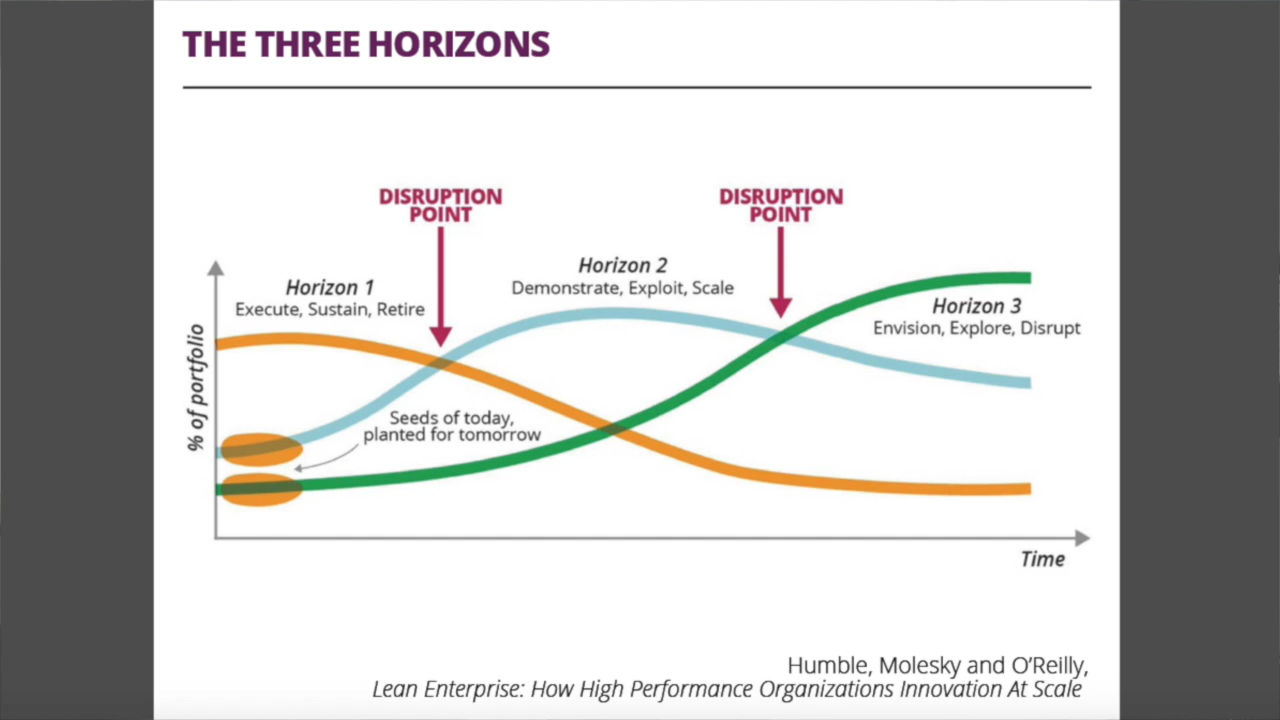 THE THREE HORIZONS
DISRUPTION
POINT
DISRUPTION
POINT
Horizon 1
Execute, Sustain, Retire
Horizon 2
Demonstrate, Exploit, Scale
Horizon 3
Envision, Explore, Disrupt
% of portfolio
Seeds of today,
planted for tomorrow
Time
Humble, Molesky and O’Reilly,
Lean Enterprise: How High Performance Organizations Innovation At Scale